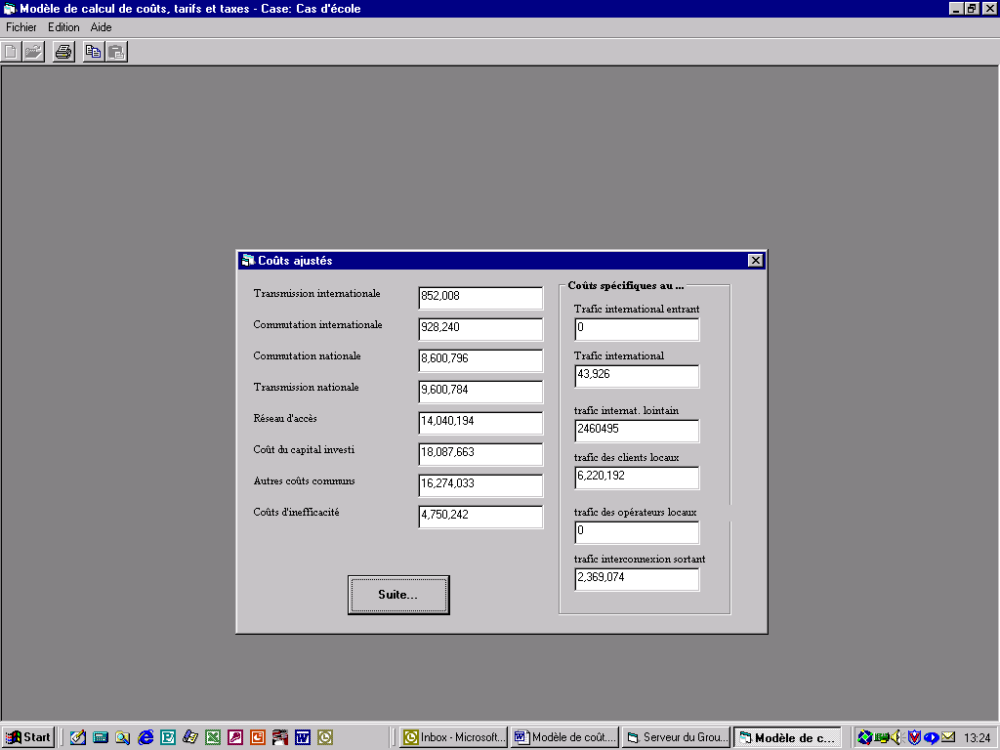 Modèle de calcul de coûts, tarifs et taxes - Case: Cas d'école
Fichier Edition Aide
Coûts ajustés
Transmission internationale 852,008
Commutation internationale 928,240
Commutation nationale 8,600,796
Transmission nationale 9,600,784
Réseau d'accès 14,040,194
Coût du capital investi 18,087,663
Autres coûts communs 16,274,033
Coûts d'inefficacité 4,750,242
Suite...
Coûts spécifiques au ...
Trafic international entrant
0
Trafic international
43,926
trafic internat. lointain
2460495
trafic des clients locaux
6,220,192
trafic des opérateurs locaux
0
trafic interconnexion sortant
2,369,074
Start Inbox - Microsoft... Modèle de coût.... Serveur du Grou... Modèle de c... 13:24